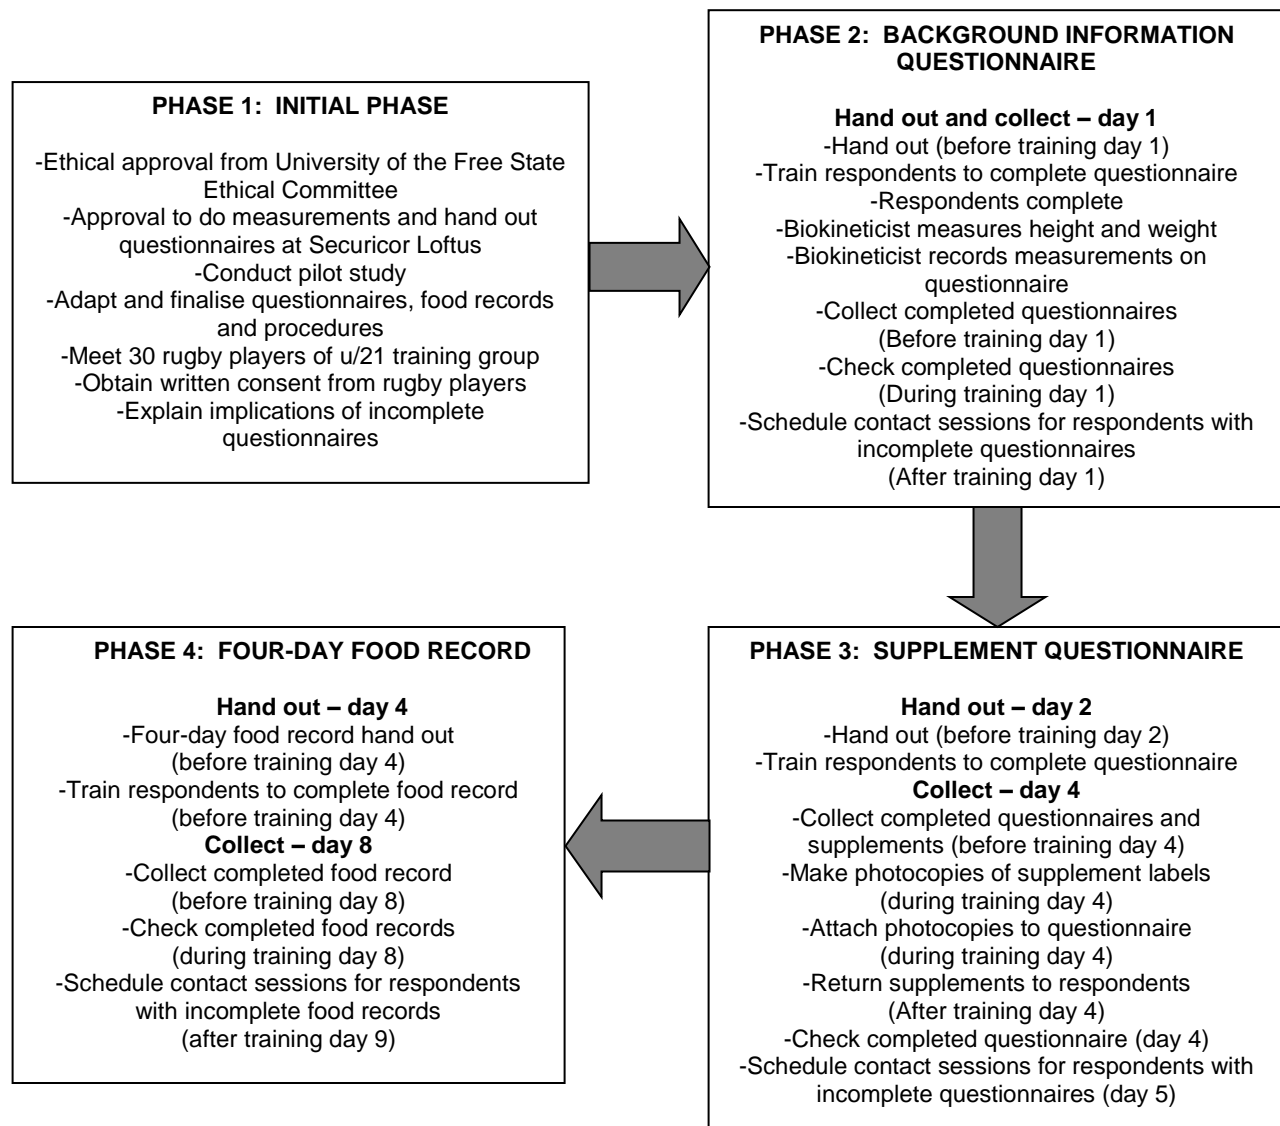 PHASE 1: INITIAL PHASE
-Ethical approval from University of the Free State
Ethical Committee
-Approval to do measurements and hand out
questionnaires at Securicor Loftus
-Conduct pilot study
-Adapt and finalise questionnaires, food records
and procedures
-Meet 30 rugby players of u/21 training group
-Obtain written consent from rugby players
-Explain implications of incomplete
questionnaires
PHASE 2: BACKGROUND INFORMATION
QUESTIONNAIRE
Hand out and collect – day 1
-Hand out (before training day 1)
-Train respondents to complete questionnaire
-Respondents complete
-Biokineticist measures height and weight
-Biokineticist records measurements on
questionnaire
-Collect completed questionnaires
(Before training day 1)
-Check completed questionnaires
(During training day 1)
-Schedule contact sessions for respondents with
incomplete questionnaires
(After training day 1)
PHASE 3: SUPPLEMENT QUESTIONNAIRE
Hand out – day 2
-Hand out (before training day 2)
-Train respondents to complete questionnaire
Collect – day 4
-Collect completed questionnaires and
supplements (before training day 4)
-Make photocopies of supplement labels
(during training day 4)
-Attach photocopies to questionnaire
(during training day 4)
-Return supplements to respondents
(After training day 4)
-Check completed questionnaire (day 4)
-Schedule contact sessions for respondents with
incomplete questionnaires (day 5)
PHASE 4: FOUR-DAY FOOD RECORD
Hand out – day 4
-Four-day food record hand out
(before training day 4)
-Train respondents to complete food record
(before training day 4)
Collect – day 8
-Collect completed food record
(before training day 8)
-Check completed food records
(during training day 8)
-Schedule contact sessions for respondents
with incomplete food records
(after training day 9)